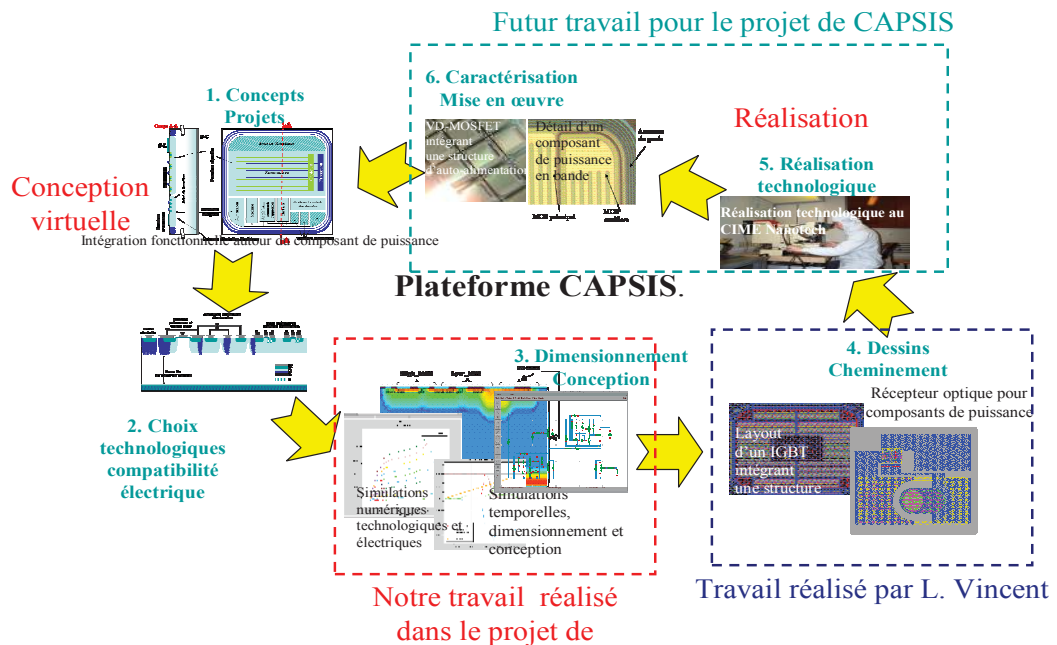 Futur travail pour le projet de CAPSIS
6. Caractérisation
Mise en œuvre
VD-MOSFET
intégrant
une structure
d'auto-alimentation
Détail d'un
composant
de puissance
en bande
Réalisation
5. Réalisation
technologique
Réalisation technologique au
CIME Nanotech
1. Concepts
Projets
Conception
virtuelle
Intégration fonctionnelle autour du composant de puissance
Plateforme CAPSIS.
2. Choix
technologiques
compatibilité
électrique
3. Dimensionnement
Conception
Simulations
numériques
technologiques et
électriques
Simulations
temporelles,
dimensionnement et
conception
Notre travail réalisé
dans le projet de
4. Dessins
Cheminement
Récepteur optique pour
composants de puissance
Layout
d'un IGBT
intégrant
une structure
Travail réalisé par L. Vincent